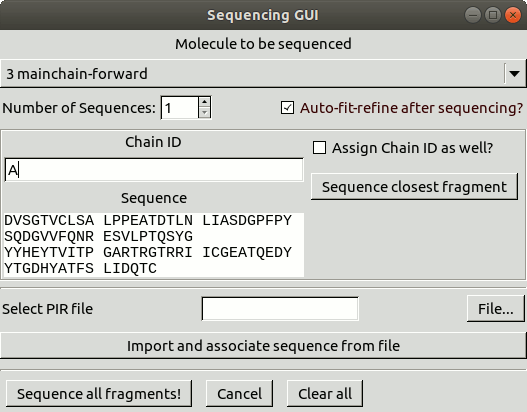 Sequencing GUI
Molecule to be sequenced
3 mainchain-forward
Number of Sequences: 1 Auto-fit-refine after sequencing?
Chain ID
Assign Chain ID as well?
A
Sequence closest fragment
Sequence
DVSGTVCLSA LPPEATDTLN LIASDGPFPY
SQDGVVFQNR ESVLPTQSYG
YYHEYTVITP GARTRGTRRI ICGEATQEDY
YTGDHYATFS LIDQTC
Select PIR file File...
Import and associate sequence from file
Sequence all fragments! Cancel Clear all